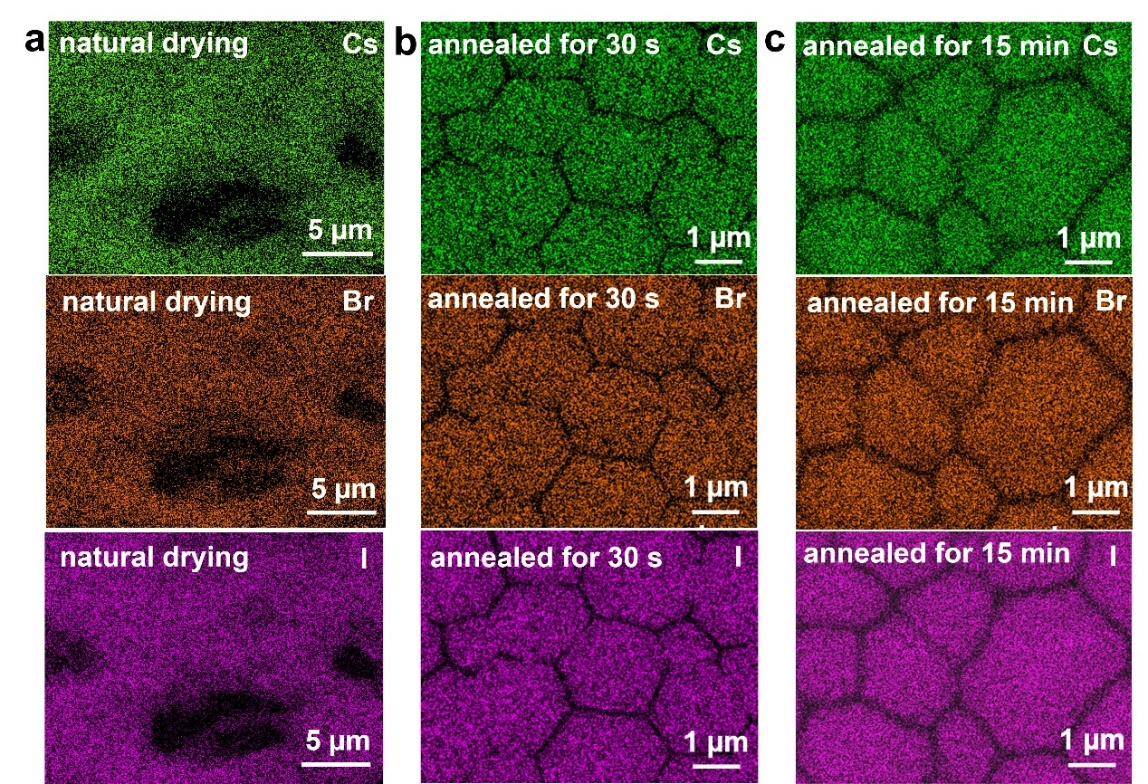 a natural drying Cs
5 µm
b annealed for 30 s Cs
1 µm
c annealed for 15 min Cs
1 µm
natural drying Br
5 µm
annealed for 30 s Br
1 µm
annealed for 15 min Br
1 µm
natural drying I
5 µm
annealed for 30 s I
1 µm
annealed for 15 min I
1 µm